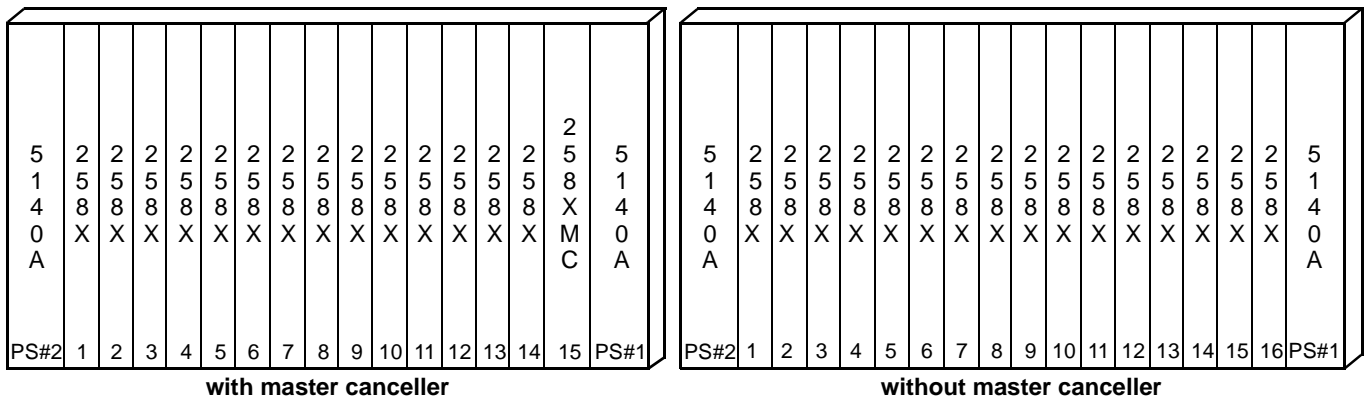 5140A 258X 258X 258X 258X 258X 258X 258X 258X 258X 258X 258X 258X 258X 258X 258XMC 5140A
PS#2 1 2 3 4 5 6 7 8 9 10 11 12 13 14 15 PS#1
with master canceller
5140A 258X 258X 258X 258X 258X 258X 258X 258X 258X 258X 258X 258X 258X 258X 258X 258X 5140A
PS#2 1 2 3 4 5 6 7 8 9 10 11 12 13 14 15 16 PS#1
without master canceller